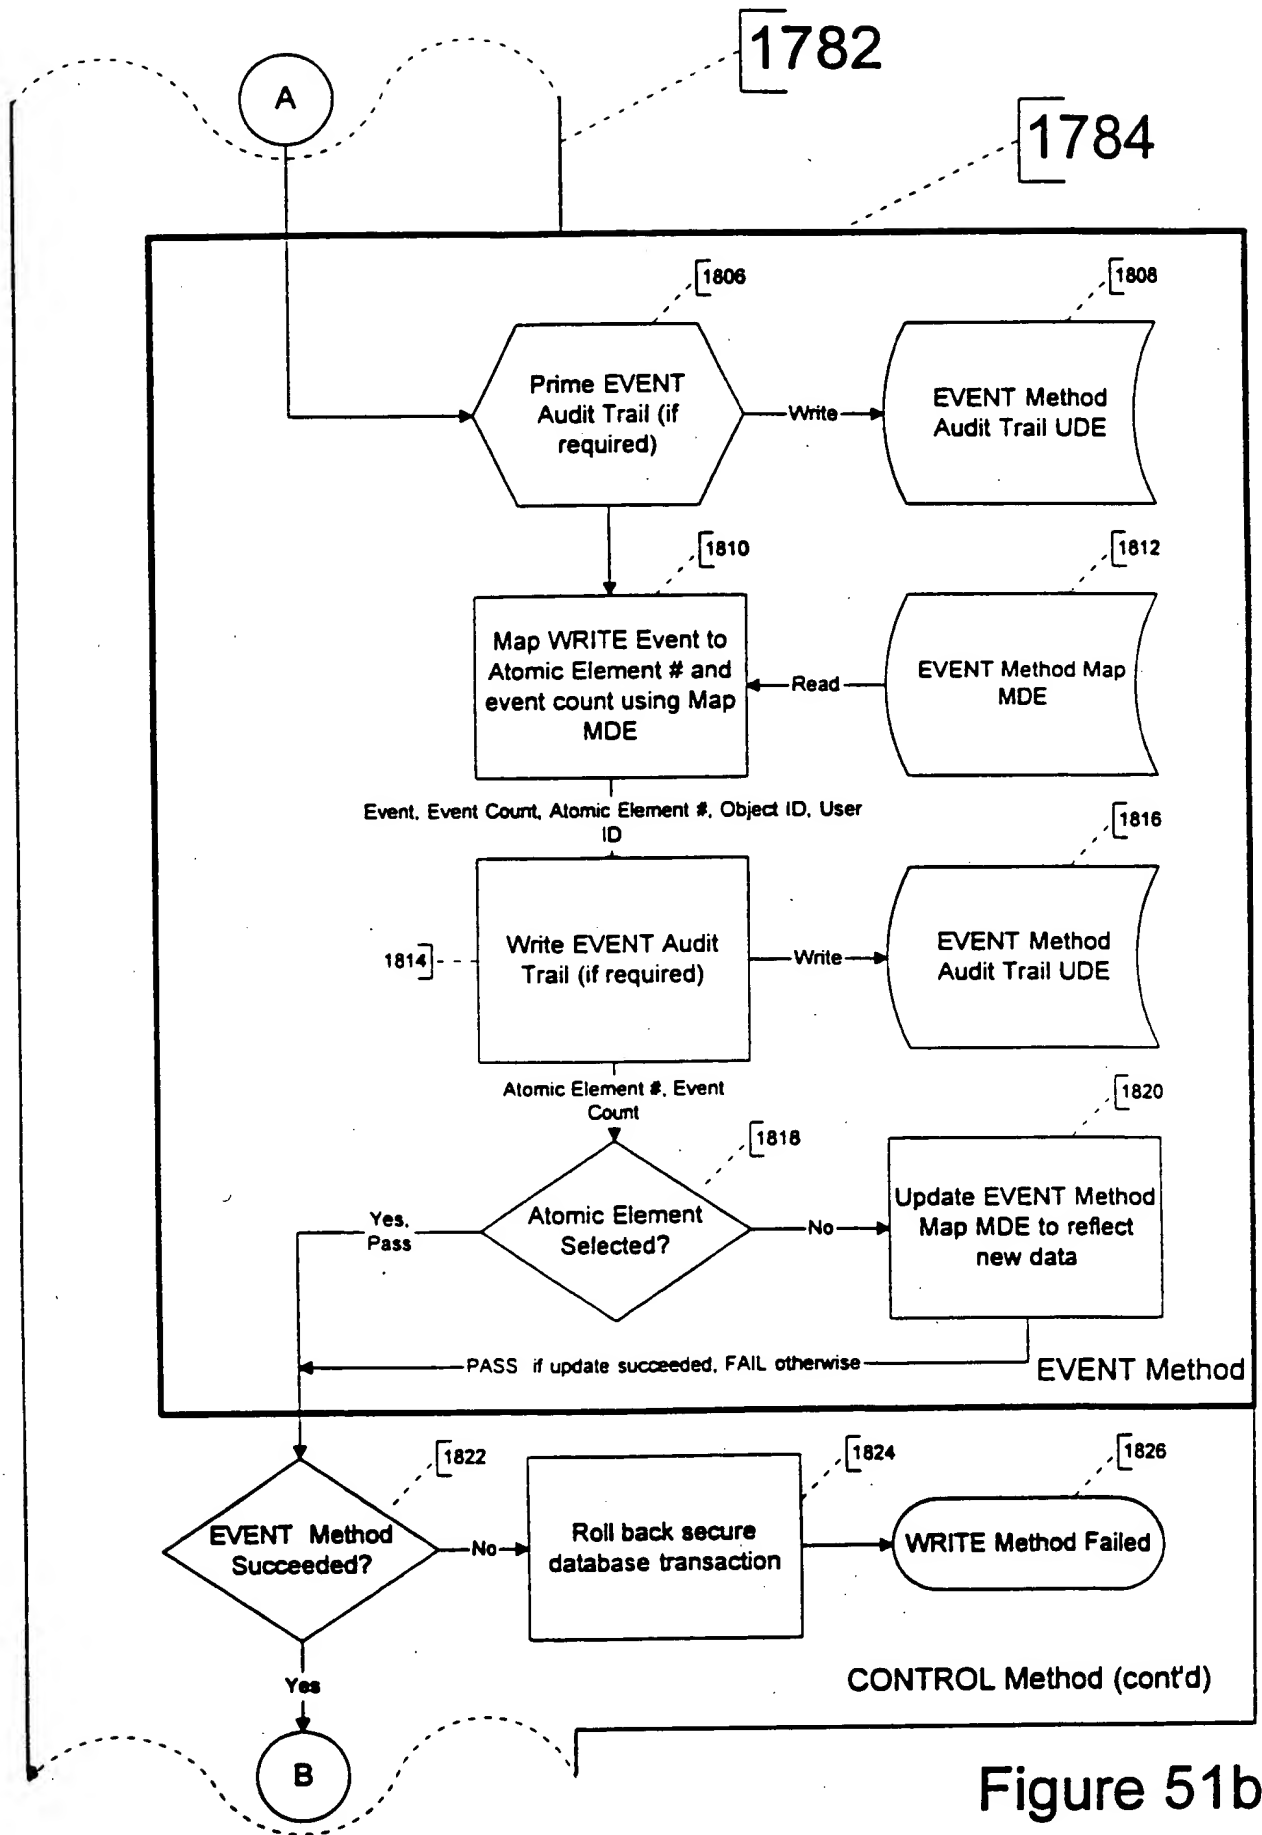 1782
A
1784
1806
1808
Prime EVENT
Audit Trail (if
required)
Write
EVENT Method
Audit Trail UDE
1810
1812
Map WRITE Event to
Atomic Element # and
event count using Map
MDE
Read
EVENT Method Map
MDE
Event, Event Count, Atomic Element #, Object ID, User
ID
1816
1814
Write EVENT Audit
Trail (if required)
Write
EVENT Method
Audit Trail UDE
Atomic Element #, Event
Count
1820
1818
Yes,
Pass
Atomic Element
Selected?
No
Update EVENT Method
Map MDE to reflect
new data
PASS if update succeeded, FAIL otherwise
EVENT Method
1822
1824
1826
EVENT Method
Succeeded?
No
Roll back secure
database transaction
WRITE Method Failed
Yes
CONTROL Method (cont'd)
B
Figure 51b